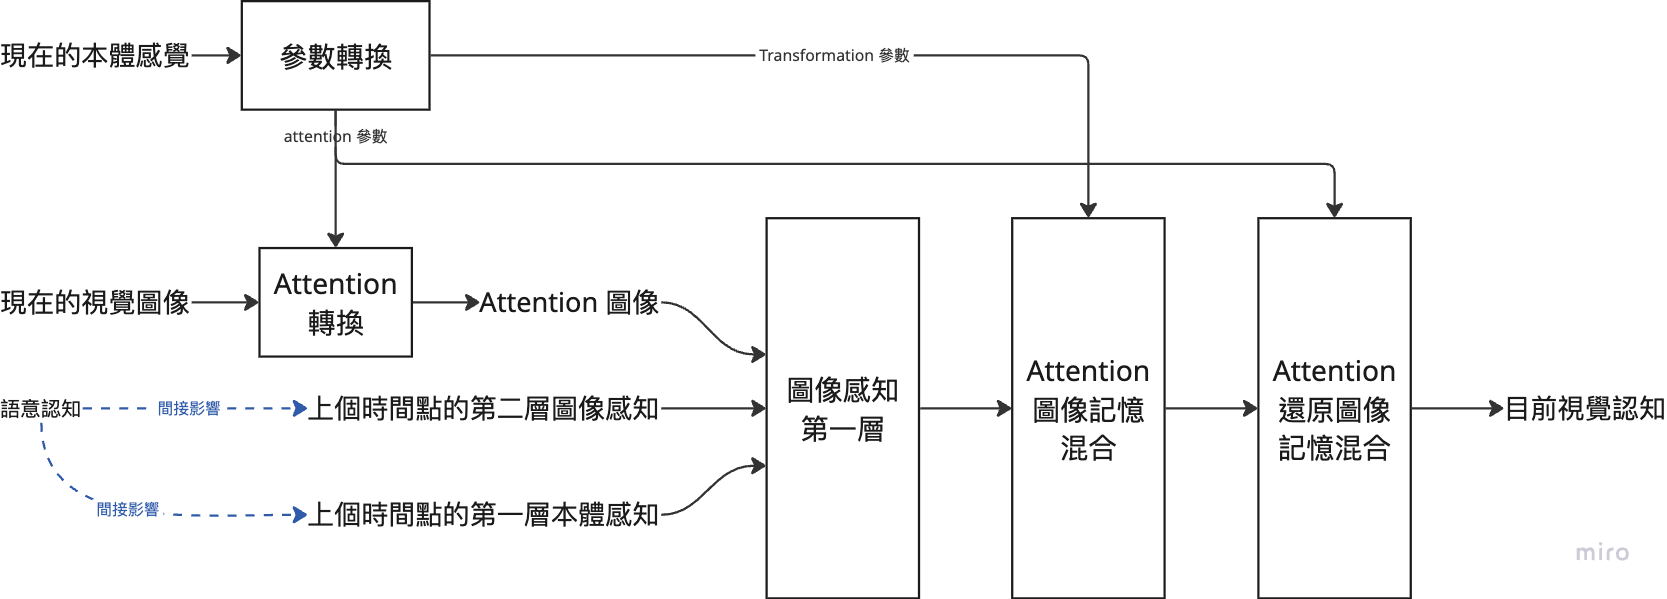 現在的本體感覺
參數轉換
Transformation 參數
attention 參數
現在的視覺圖像
Attention
轉換
Attention 圖像
語意認知
間接影響
上個時間點的第二層圖像感知
間接影響
上個時間點的第一層本體感知
圖像感知
第一層
Attention
圖像記憶
混合
Attention
還原圖像
記憶混合
目前視覺認知
miro